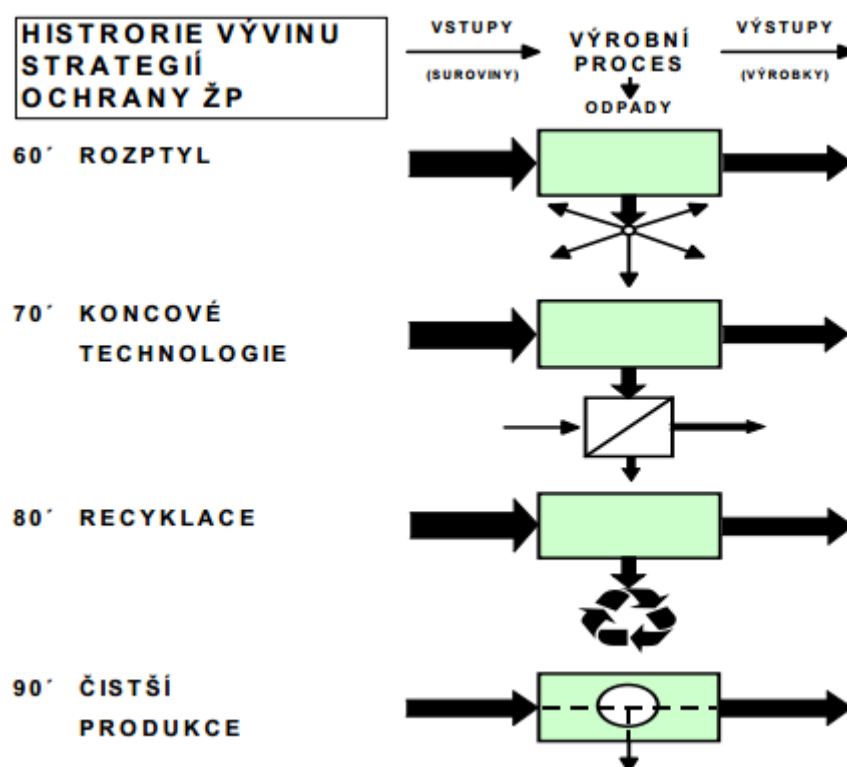 HISTRORIE VÝVINU
STRATEGIÍ
OCHRANY ŽP
VSTUPY
(SUROVINY)
VÝROBNÍ
PROCES
ODPADY
VÝSTUPY
(VÝROBKY)
60´ ROZPTYL
70´ KONCOVÉ
TECHNOLOGIE
80´ RECYKLACE
90´ ČISTŠÍ
PRODUKCE